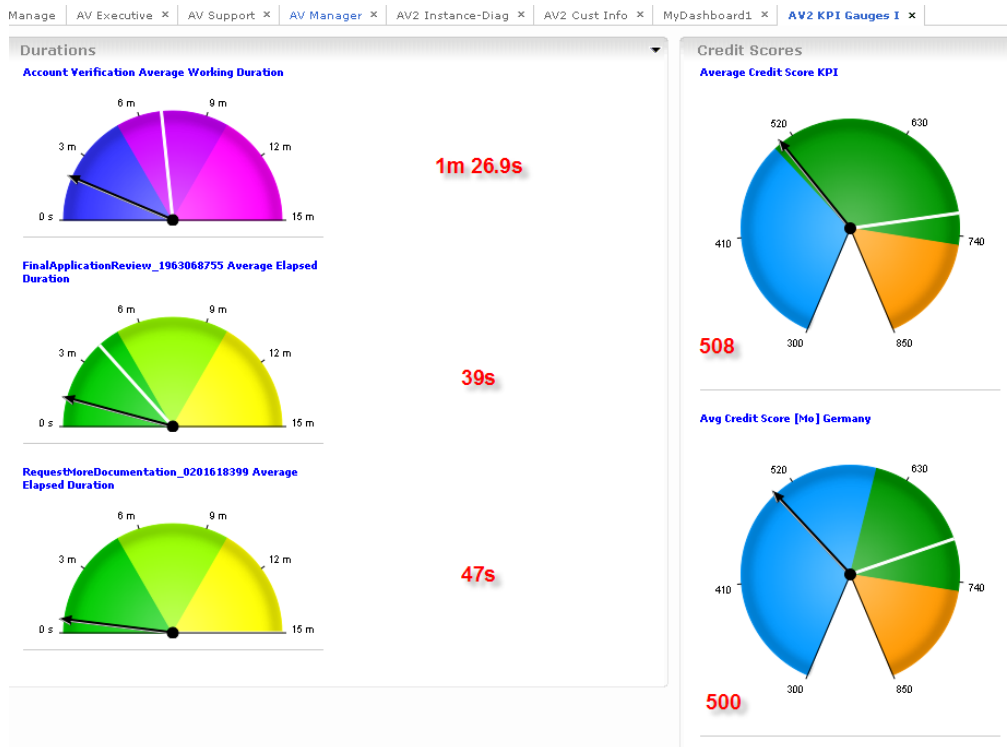 Manage AV Executive × AV Support × AV Manager × AV2 Instance-Diag × AV2 Cust Info × MyDashboard1 × AV2 KPI Gauges I ×
Durations
Account Verification Average Working Duration
0 s 3 m 6 m 9 m 12 m 15 m
1m 26.9s
FinalApplicationReview_1963068755 Average Elapsed
Duration
0 s 3 m 6 m 9 m 12 m 15 m
39s
RequestMoreDocumentation_0201618399 Average
Elapsed Duration
0 s 3 m 6 m 9 m 12 m 15 m
47s
Credit Scores
Average Credit Score KPI
300 410 520 630 740 850
508
Avg Credit Score [Mo] Germany
300 410 520 630 740 850
500